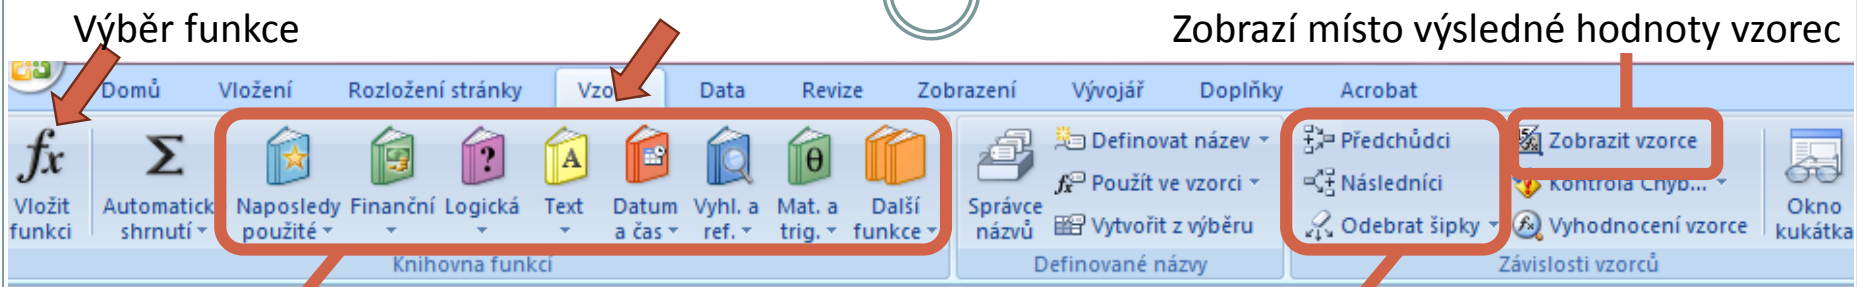 Výběr funkce
Zobrazí místo výsledné hodnoty vzorec
Domů Vložení Rozložení stránky Data Revize Zobrazení Vývojář Doplňky Acrobat
fx
Vložit
funkci
Σ
Automatick
shrnutí
Naposledy
použité
Finanční
Logická
Text
Datum
a čas
Vyhl. a
ref.
Mat. a
trig.
Další
funkce
Knihovna funkcí
Správce
názvů
Definovat název
Použít ve vzorci
Vytvořit z výběru
Definované názvy
Předchůdci
Následníci
Odebrat šipky
Zobrazit vzorce
Kontrola Chyb...
Vyhodnocení vzorce
Závislosti vzorců
Okno
kukátka